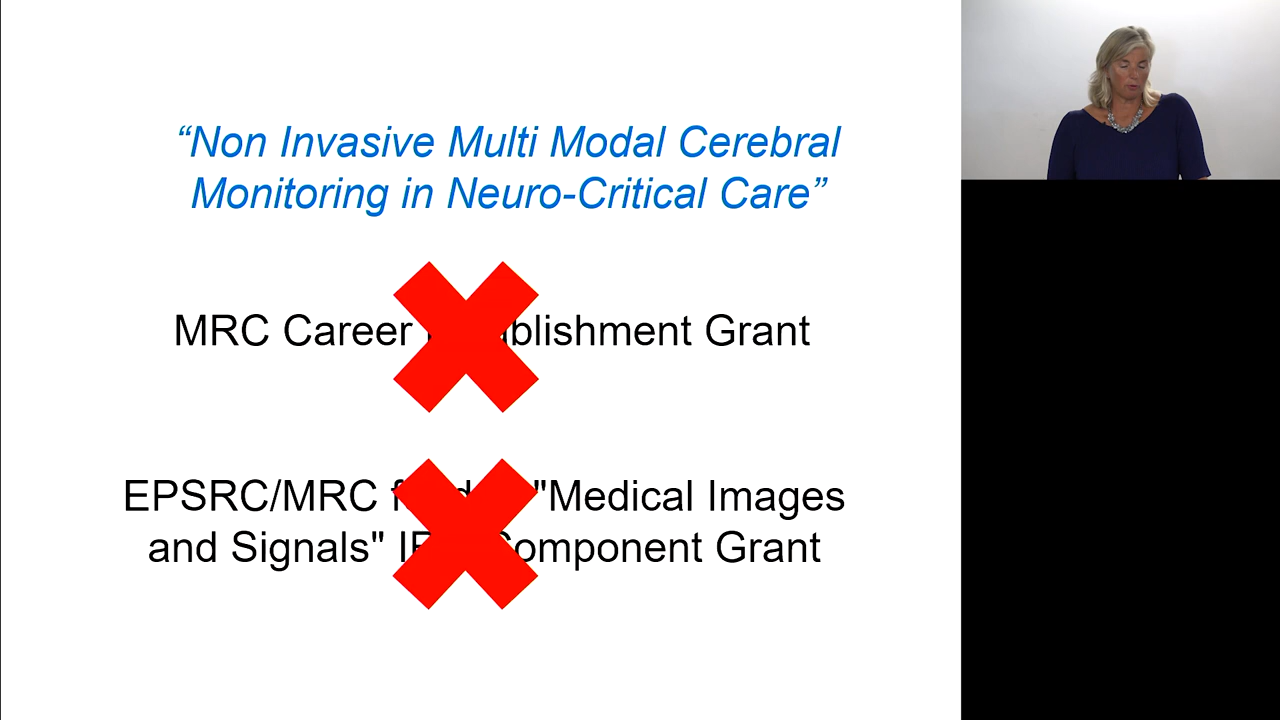 “Non Invasive Multi Modal Cerebral
Monitoring in Neuro-Critical Care”
MRC Career Grant
EPSRC/MRC "Medical Images
and Signals" Component Grant